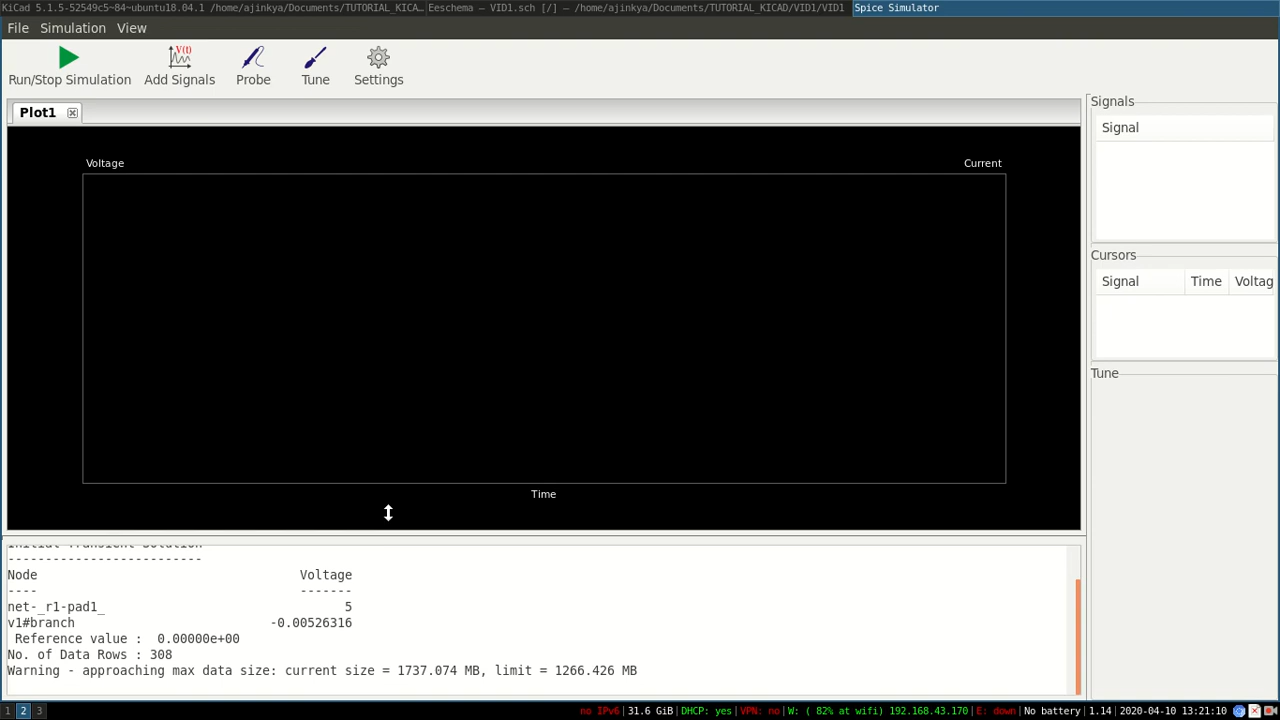 KiCad 5.1.5-52549c5~84~ubuntu18.04.1 /home/ajinkya/Documents/TUTORIAL_KICA… Eeschema — VID1.sch [/] — /home/ajinkya/Documents/TUTORIAL_KICAD/VID1/VID1 Spice Simulator
File Simulation View
Run/Stop Simulation Add Signals Probe Tune Settings
V(t)
Plot1
Voltage Current
Time
Signals
Signal
Cursors
Signal Time Voltag
Tune
Initial Transient Solution
--------------------------
Node Voltage
---- -------
net-_r1-pad1_ 5
v1#branch -0.00526316
Reference value : 0.00000e+00
No. of Data Rows : 308
Warning - approaching max data size: current size = 1737.074 MB, limit = 1266.426 MB
1 2 3 no IPv6|31.6 GiB|DHCP: yes|VPN: no|W: ( 82% at wifi) 192.168.43.170|E: down|No battery|1.14|2020-04-10 13:21:10